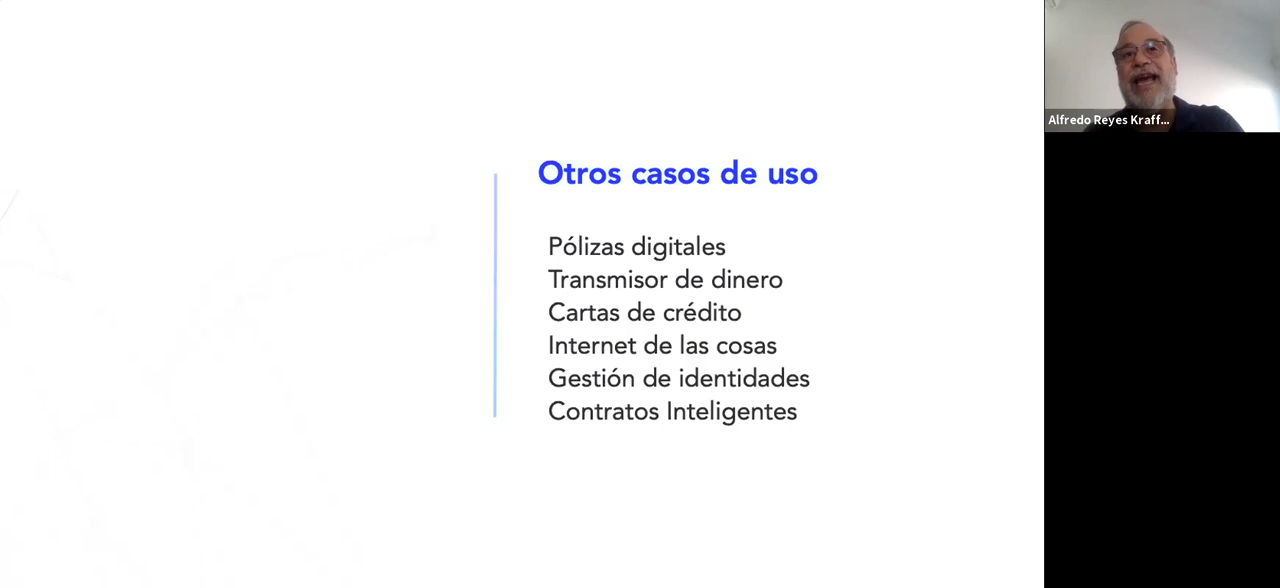 Otros casos de uso
Pólizas digitales
Transmisor de dinero
Cartas de crédito
Internet de las cosas
Gestión de identidades
Contratos Inteligentes
Alfredo Reyes Kraff...